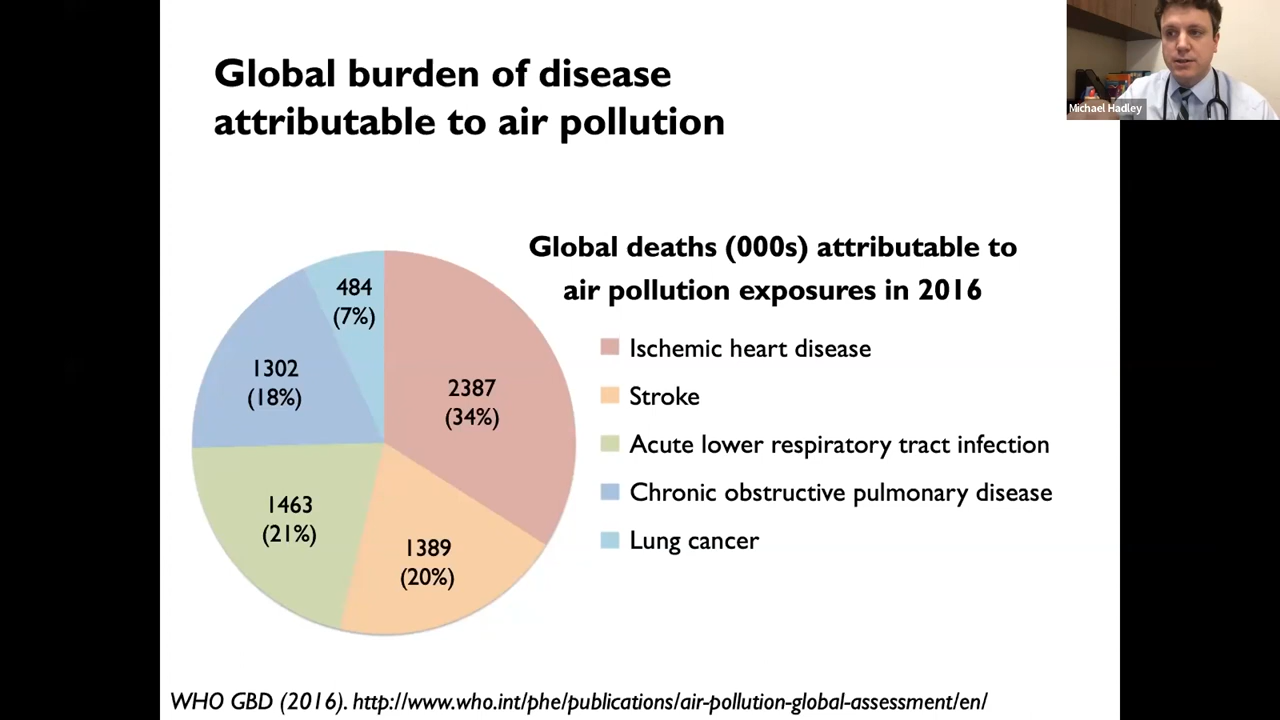 Global burden of disease
attributable to air pollution
Michael Hadley
Global deaths (000s) attributable to
air pollution exposures in 2016
484
(7%)
1302
(18%)
2387
(34%)
1463
(21%)
1389
(20%)
Ischemic heart disease
Stroke
Acute lower respiratory tract infection
Chronic obstructive pulmonary disease
Lung cancer
WHO GBD (2016). http://www.who.int/phe/publications/air-pollution-global-assessment/en/